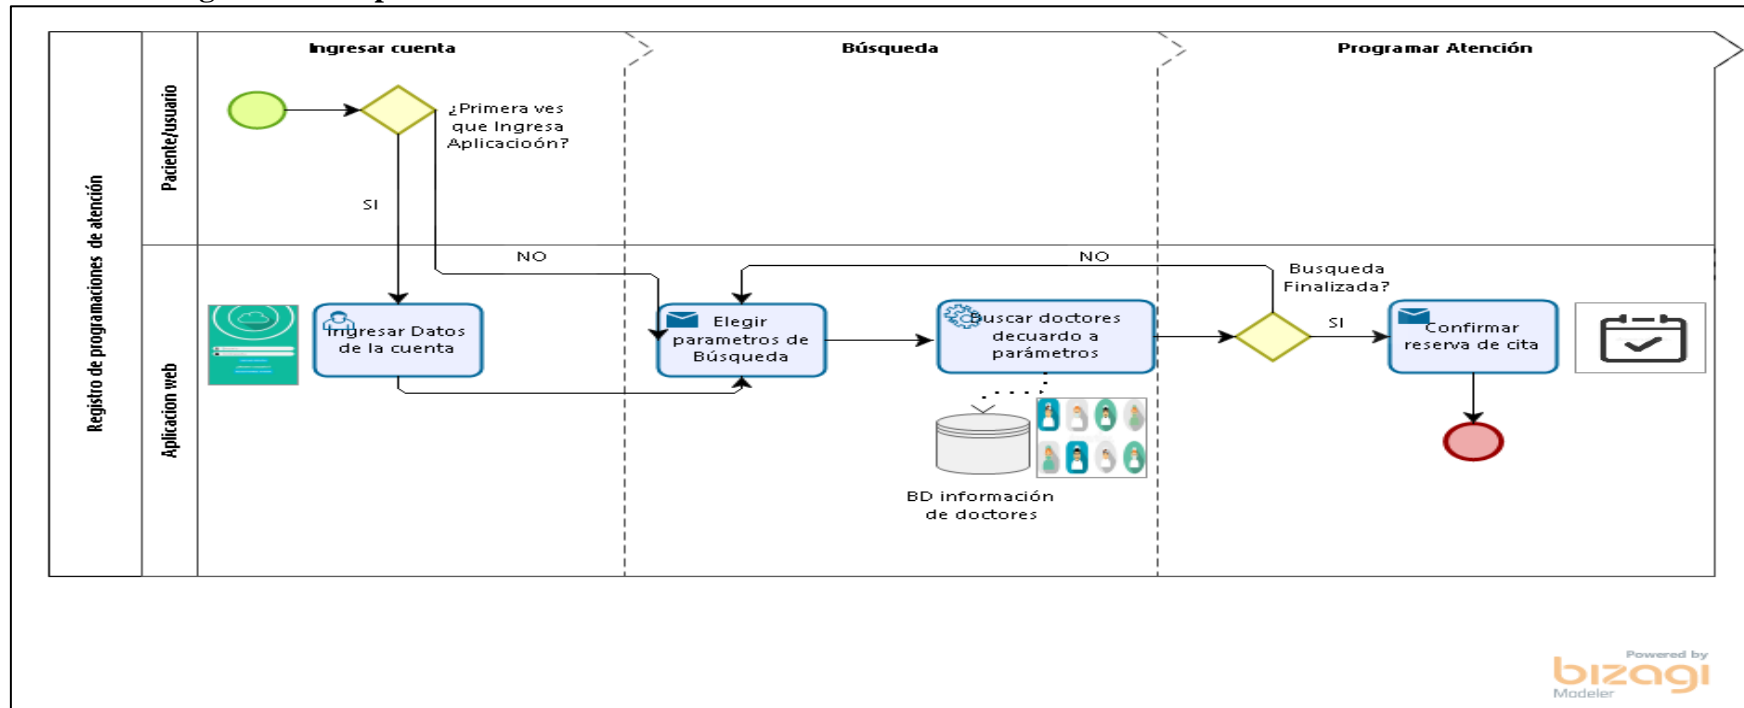 Ingresar cuenta
Búsqueda
Programar Atención
Registro de programaciones de atención
Paciente/usuario
¿Primera ves
que Ingresa
Aplicacioón?
SI
NO
NO
Aplicacion web
Ingresar Datos
de la cuenta
Elegir
parametros de
Búsqueda
Buscar doctores
decuardo a
parámetros
BD información
de doctores
Busqueda
Finalizada?
SI
Confirmar
reserva de cita
Powered by
bizagi
Modeler